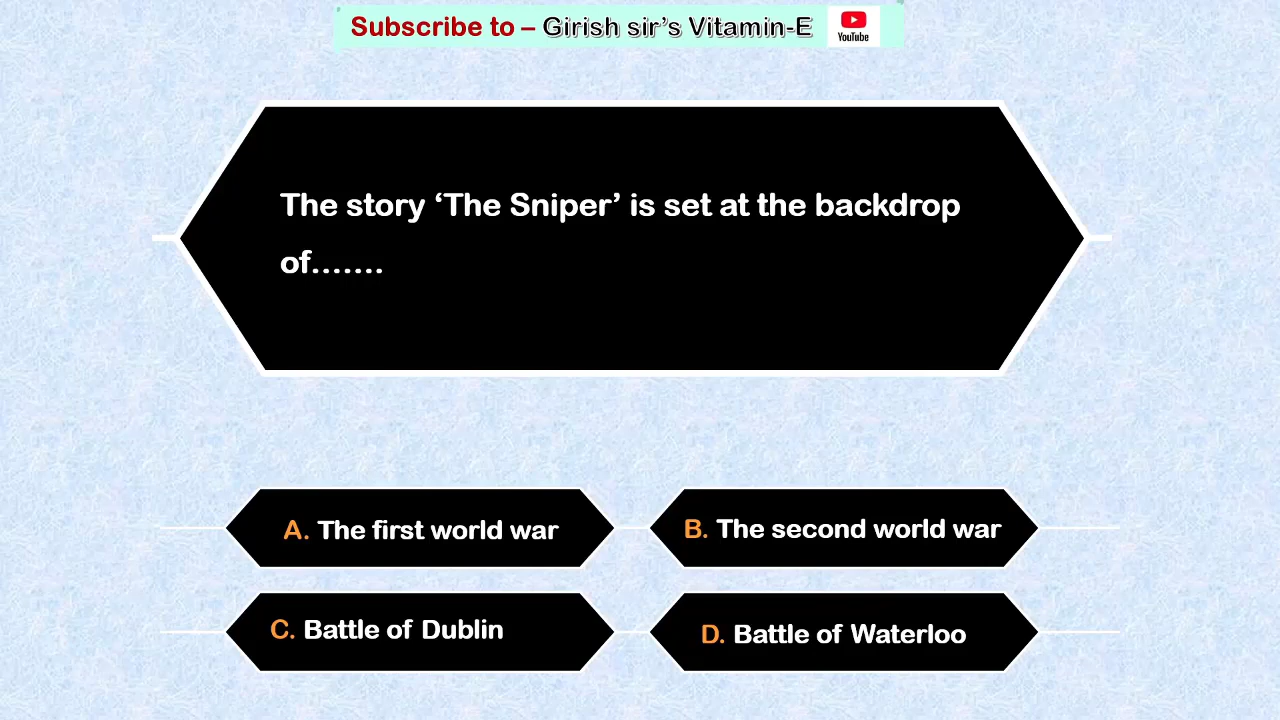 Subscribe to – Girish sir’s Vitamin-E
YouTube
The story ‘The Sniper’ is set at the backdrop
of.......
A. The first world war
B. The second world war
C. Battle of Dublin
D. Battle of Waterloo